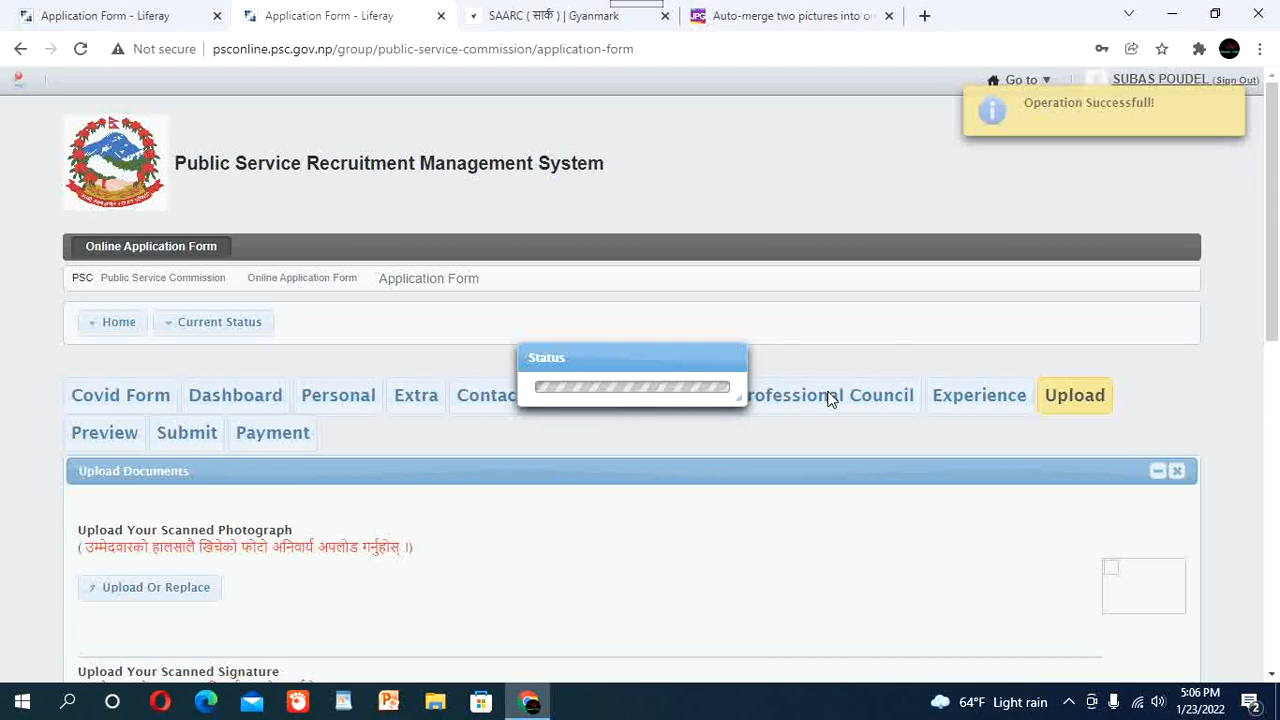 Application Form - Liferay
Application Form - Liferay
SAARC ( सार्क ) | Gyanmark
Auto-merge two pictures into on
Not secure
psconline.psc.gov.np/group/public-service-commission/application-form
Go to
SUBAS POUDEL (Sign Out)
Operation Successfull!
Public Service Recruitment Management System
Online Application Form
PSC Public Service Commission Online Application Form Application Form
Home Current Status
Status
Covid Form Dashboard Personal Extra Contac rofessional Council Experience Upload
Preview Submit Payment
Upload Documents
Upload Your Scanned Photograph
( उम्मेदवारको हालसालै खिचेको फोटो अनिवार्य अपलोड गर्नुहोस् ।)
Upload Or Replace
Upload Your Scanned Signature
64°F Light rain
5:06 PM
1/23/2022
2